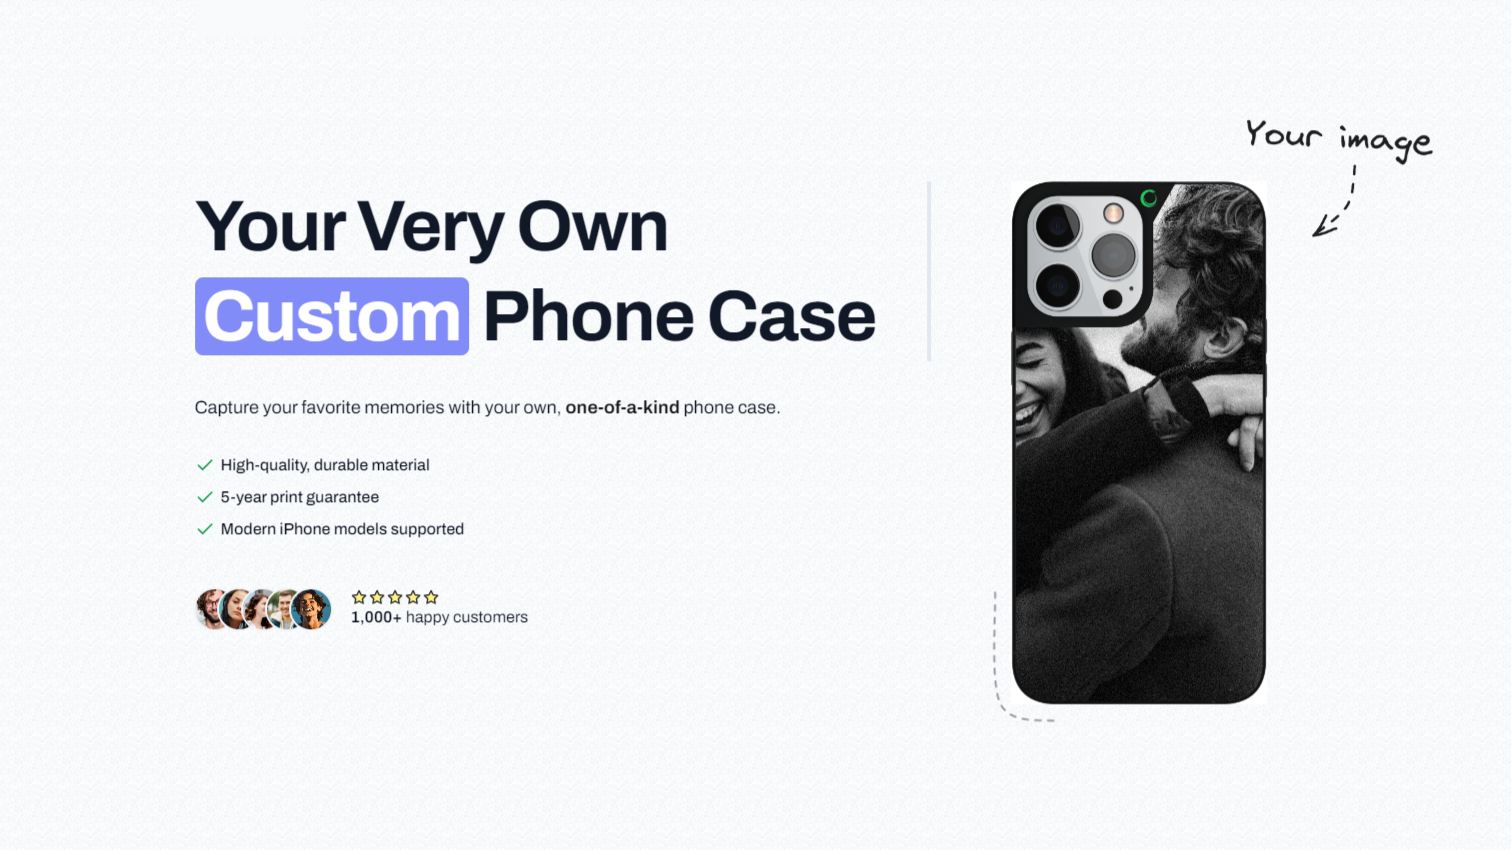 Your image
Your Very Own
Custom Phone Case
Capture your favorite memories with your own, one-of-a-kind phone case.
High-quality, durable material
5-year print guarantee
Modern iPhone models supported
1,000+ happy customers